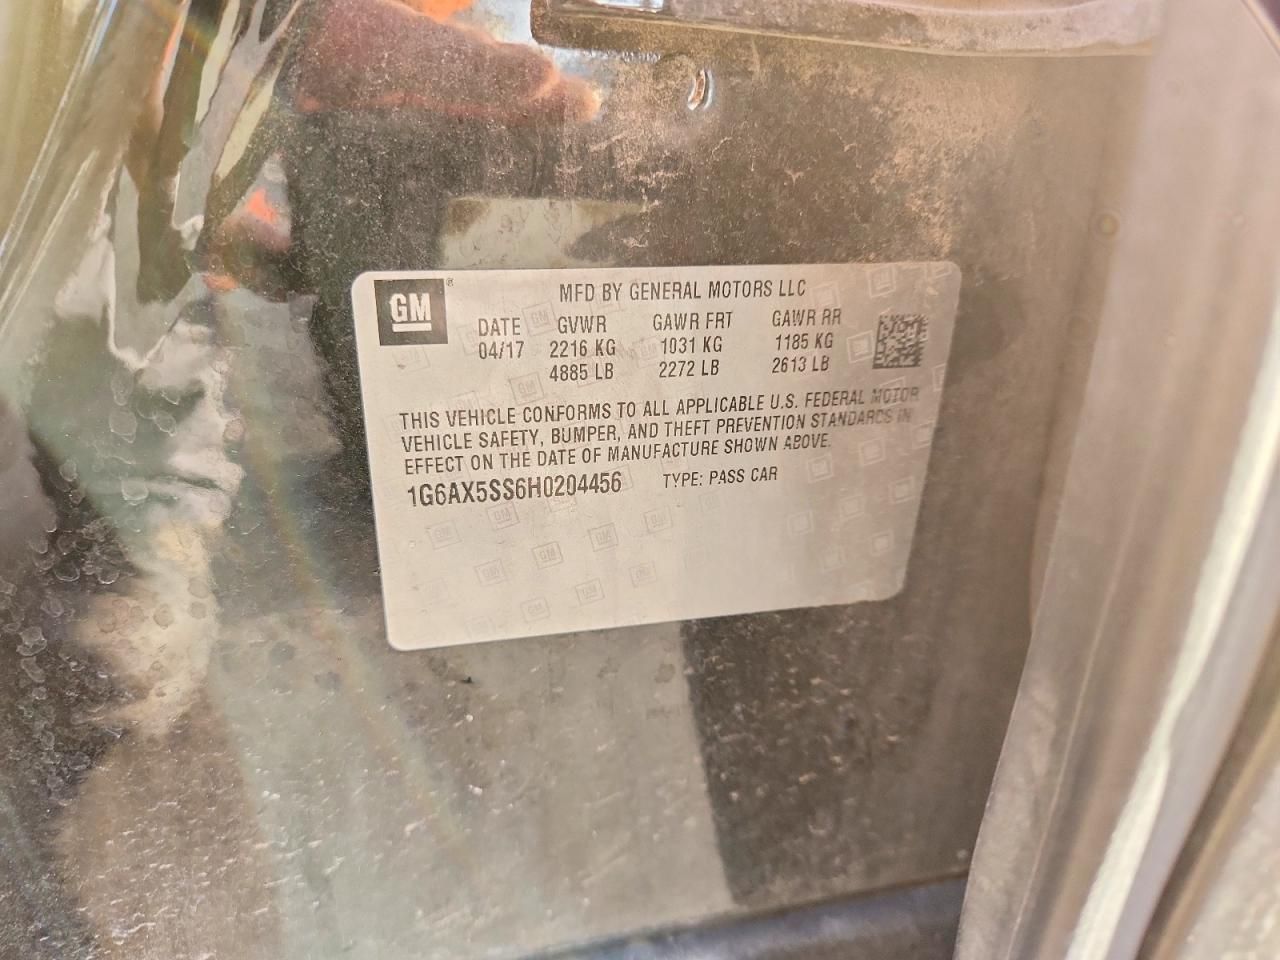 GM ®
MFD BY GENERAL MOTORS LLC
DATE GVWR GAWR FRT GAWR RR
04/17 2216 KG 1031 KG 1185 KG
4885 LB 2272 LB 2613 LB
THIS VEHICLE CONFORMS TO ALL APPLICABLE U.S. FEDERAL MOTOR
VEHICLE SAFETY, BUMPER, AND THEFT PREVENTION STANDARDS IN
EFFECT ON THE DATE OF MANUFACTURE SHOWN ABOVE.
1G6AX5SS6H0204456 TYPE: PASS CAR